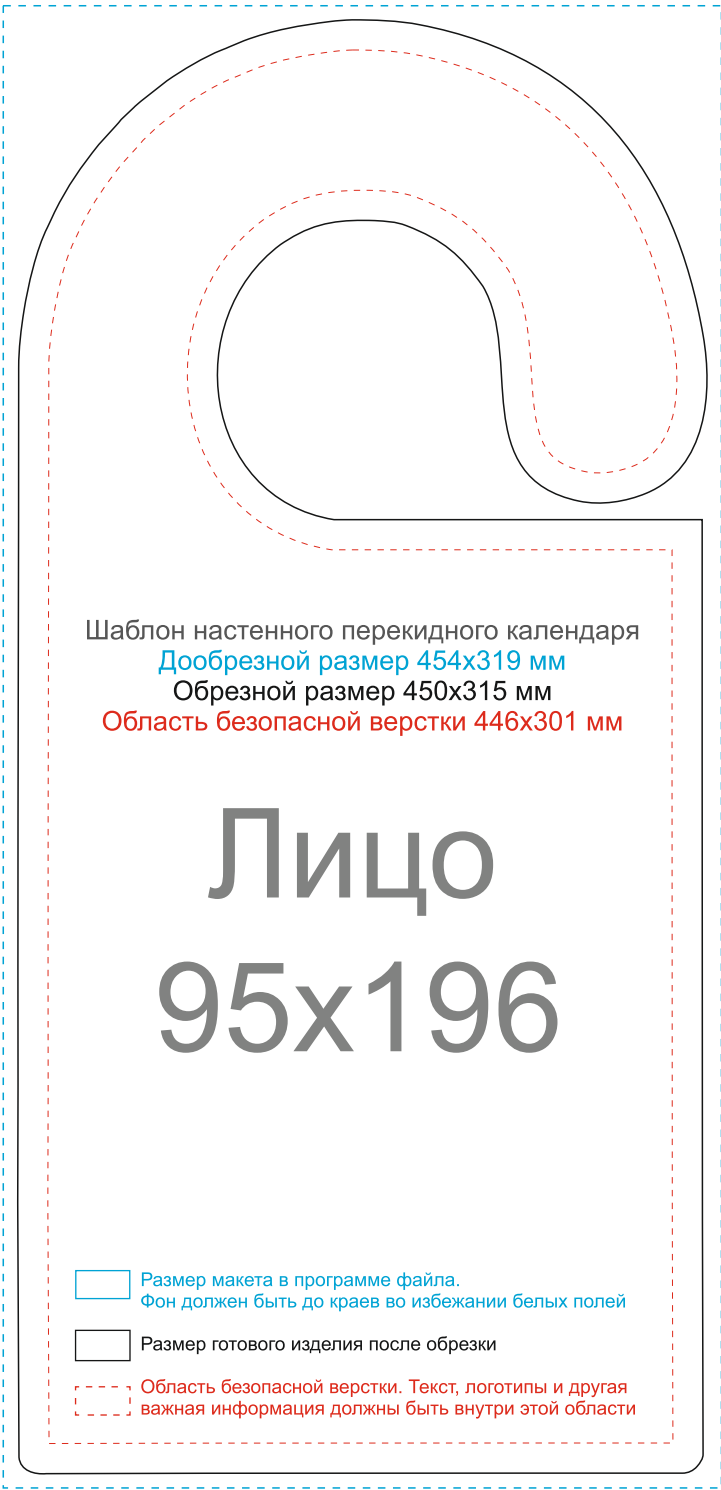 Шаблон настенного перекидного календаря
Дообрезной размер 454х319 мм
Обрезной размер 450х315 мм
Область безопасной верстки 446х301 мм
Лицо
95х196
Размер макета в программе файла.
Фон должен быть до краев во избежании белых полей
Размер готового изделия после обрезки
Область безопасной верстки. Текст, логотипы и другая
важная информация должны быть внутри этой области